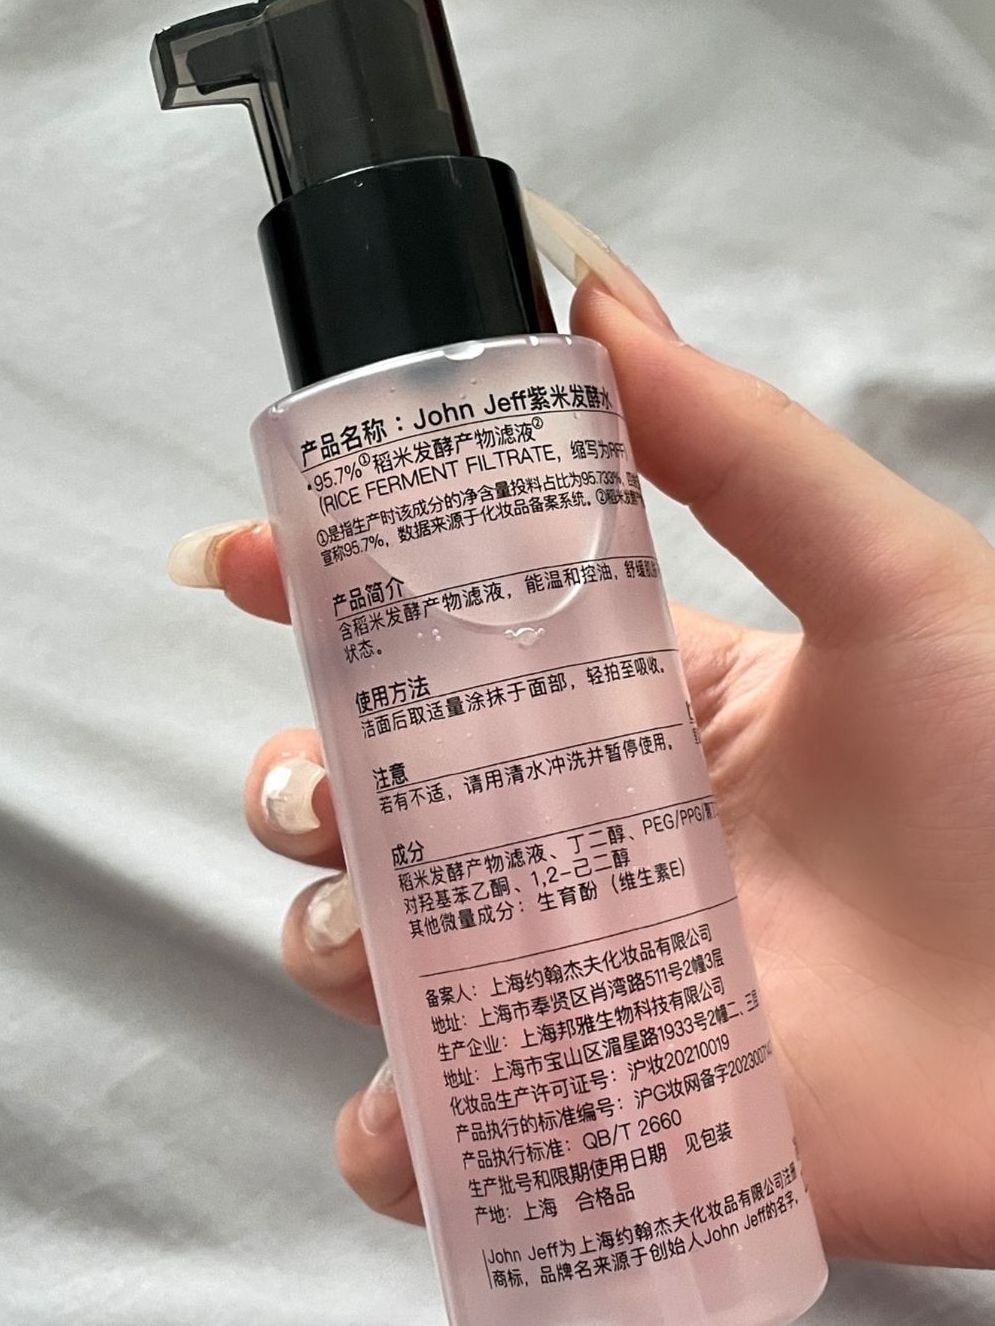 产品名称：John Jeff紫米发酵水
·95.7%①稻米发酵产物滤液②
(RICE FERMENT FILTRATE，缩写为RFF)
①是指生产时该成分的净含量投料占比为95.733%，四舍
宣称95.7%，数据来源于化妆品备案系统。②稻米发酵产
产品简介
含稻米发酵产物滤液，能温和控油，舒缓肌肤
状态。
使用方法
洁面后取适量涂抹于面部，轻拍至吸收。
注意
若有不适，请用清水冲洗并暂停使用。
成分
稻米发酵产物滤液、丁二醇、PEG/PPG/聚丁
对羟基苯乙酮、1,2-己二醇
其他微量成分：生育酚（维生素E）
备案人：上海约翰杰夫化妆品有限公司
地址：上海市奉贤区肖湾路511号2幢3层
生产企业：上海邦雅生物科技有限公司
地址：上海市宝山区湄星路1933号2幢二、三层
化妆品生产许可证号：沪妆20210019
产品执行的标准编号：沪G妆网备字20230071
产品执行标准：QB/T 2660
生产批号和限期使用日期 见包装
产地：上海 合格品
John Jeff为上海约翰杰夫化妆品有限公司注册
商标，品牌名来源于创始人John Jeff的名字，